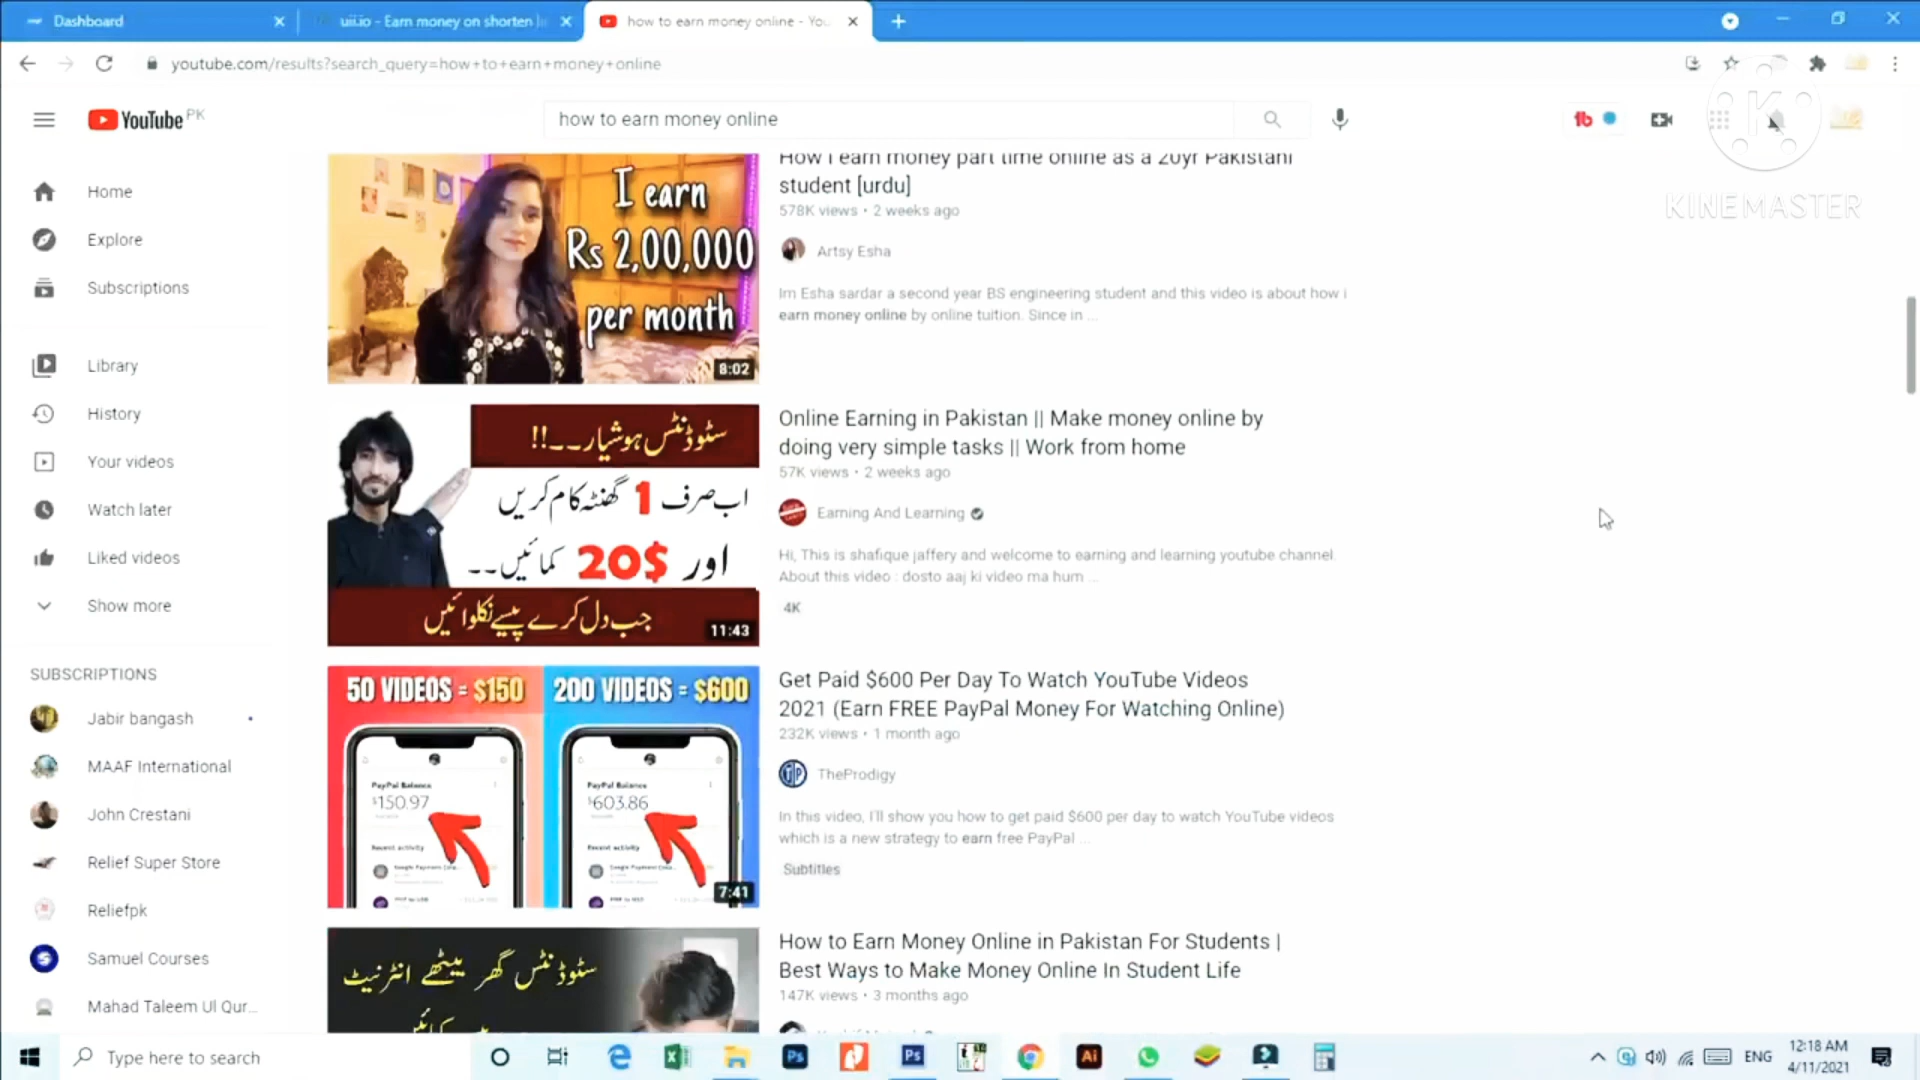 Dashboard
uiii.io - Earn money on shorten li
how to earn money online - You
youtube.com/results?search_query=how+to+earn+money+online
YouTube PK
how to earn money online
KINEMASTER
Home
Explore
Subscriptions
Library
History
Your videos
Watch later
Liked videos
Show more
SUBSCRIPTIONS
Jabir bangash
MAAF International
John Crestani
Relief Super Store
Reliefpk
Samuel Courses
Mahad Taleem Ul Qur...
I earn
Rs 2,00,000
per month
8:02
How I earn money part time online as a 20yr Pakistani
student [urdu]
578K views • 2 weeks ago
Artsy Esha
Im Esha sardar a second year BS engineering student and this video is about how i
earn money online by online tuition. Since in ...
سٹوڈنٹس ہوشیار۔۔!!
اب صرف 1 گھنٹہ کام کریں
اور 20$ کمائیں۔۔
جب دل کرے پیسے نکلوائیں
11:43
Online Earning in Pakistan || Make money online by
doing very simple tasks || Work from home
57K views • 2 weeks ago
Earning And Learning
Hi, This is shafique jaffery and welcome to earning and learning youtube channel.
About this video : dosto aaj ki video ma hum ...
4K
50 VIDEOS = $150
200 VIDEOS = $600
PayPal Balance
$150.97
Recent activity
PayPal Balance
$603.86
Recent activity
7:41
Get Paid $600 Per Day To Watch YouTube Videos
2021 (Earn FREE PayPal Money For Watching Online)
232K views • 1 month ago
TheProdigy
In this video, I'll show you how to get paid $600 per day to watch YouTube videos
which is a new strategy to earn free PayPal ...
Subtitles
سٹوڈنٹس گھر بیٹھے انٹرنیٹ
How to Earn Money Online in Pakistan For Students |
Best Ways to Make Money Online In Student Life
147K views • 3 months ago
Type here to search
ENG
12:18 AM
4/11/2021